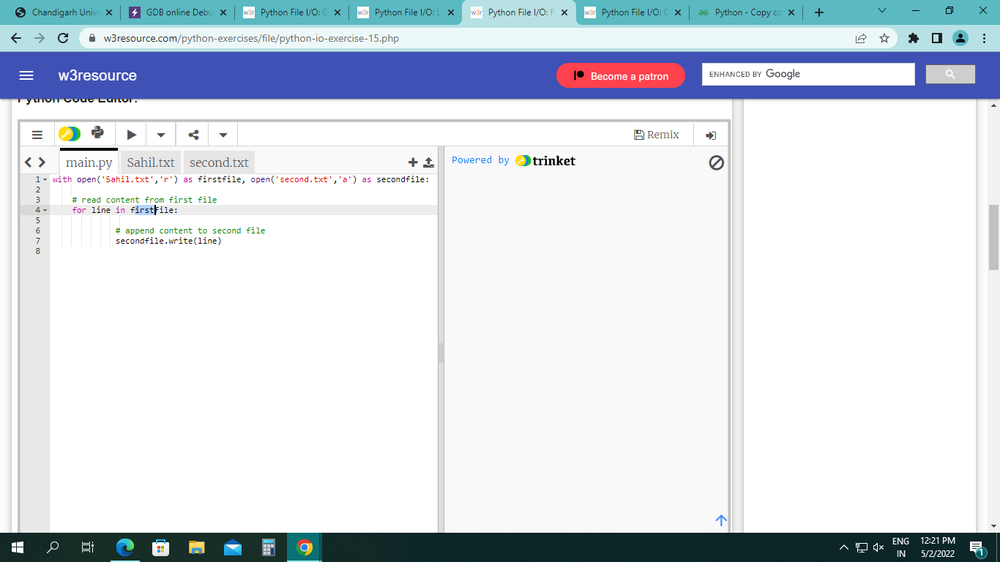 Chandigarh Unive
GDB online Debu
Python File I/O: G
Python File I/O: L
Python File I/O: R
Python File I/O: C
Python - Copy co
w3resource.com/python-exercises/file/python-io-exercise-15.php
w3resource
Become a patron
ENHANCED BY Google
Python Code Editor:
Remix
main.py
Sahil.txt
second.txt
Powered by trinket
1 with open('Sahil.txt','r') as firstfile, open('second.txt','a') as secondfile:
2
3 # read content from first file
4 for line in firstfile:
5
6 # append content to second file
7 secondfile.write(line)
8
ENG
IN
12:21 PM
5/2/2022
1